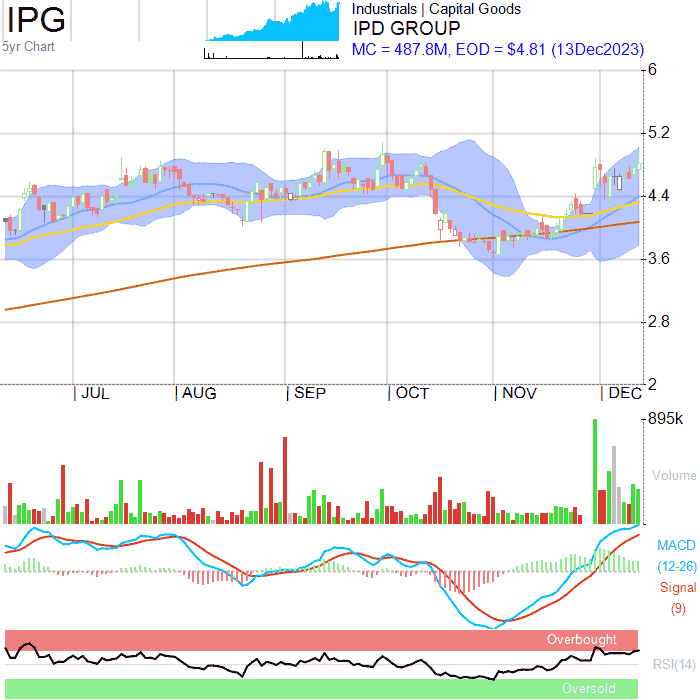 IPG
5yr Chart
Industrials | Capital Goods
IPD GROUP
MC = 487.8M, EOD = $4.81 (13Dec2023)
6
5.2
4.4
3.6
2.8
2
| JUL | AUG | SEP | OCT | NOV | DEC
895k
Volume
MACD
(12-26)
Signal
(9)
Overbought
RSI(14)
Oversold